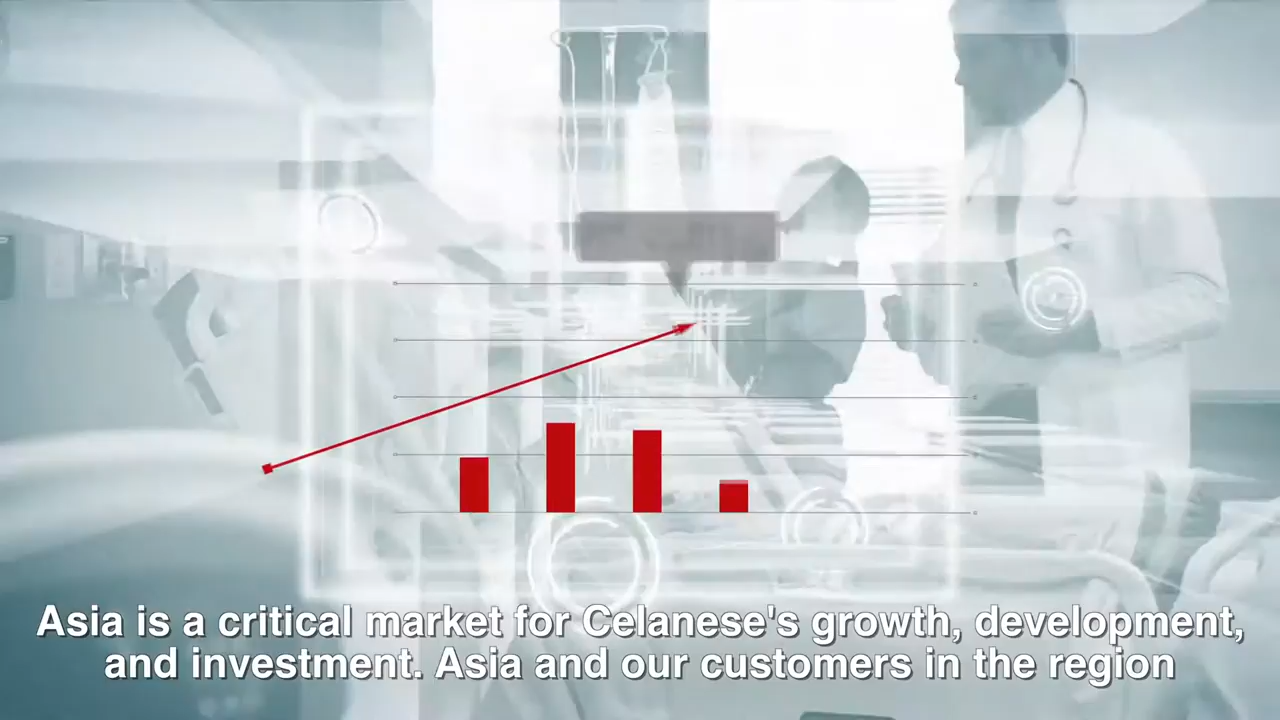 Asia is a critical market for Celanese's growth, development,
and investment. Asia and our customers in the region